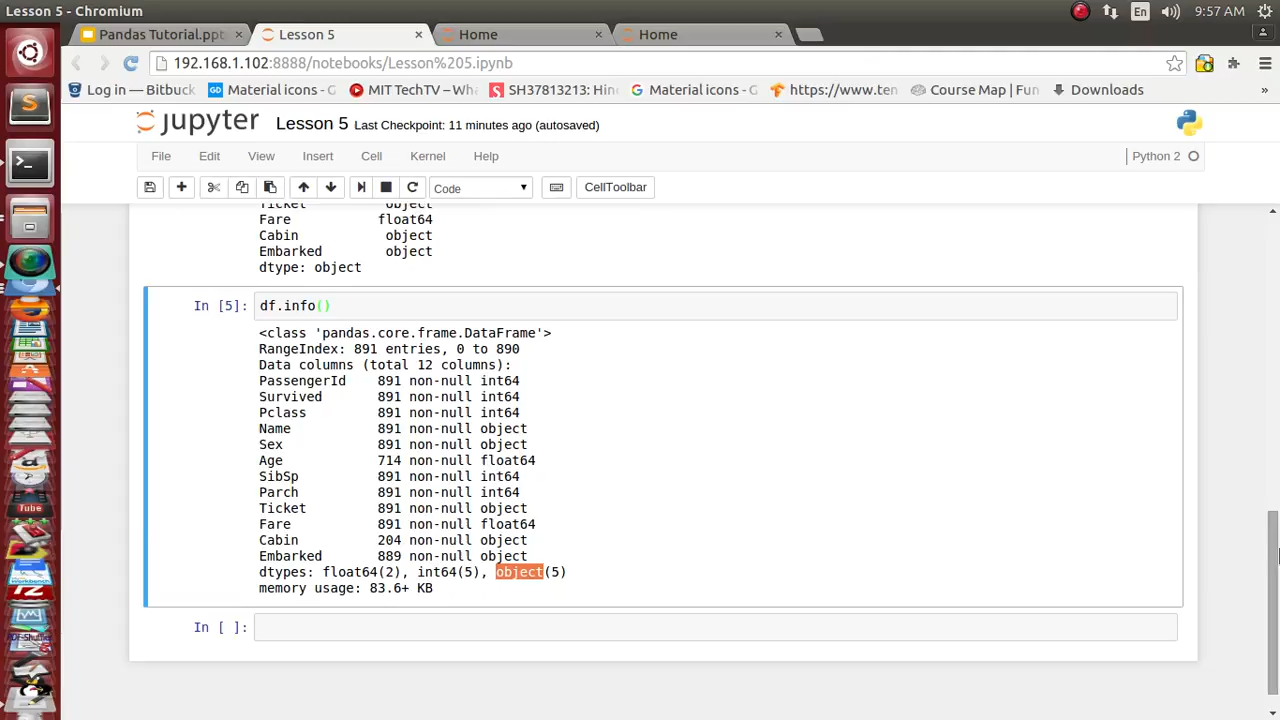 Lesson 5 - Chromium
En
9:57 AM
Pandas Tutorial.ppt
Lesson 5
Home
Home
192.168.1.102:8888/notebooks/Lesson%205.ipynb
Log in — Bitbuck
Material icons - G
MIT TechTV – Wha
SH37813213: Hin
Material icons - G
https://www.ten
Course Map | Fun
Downloads
»
jupyter
Lesson 5
Last Checkpoint: 11 minutes ago (autosaved)
File
Edit
View
Insert
Cell
Kernel
Help
Python 2
Code
CellToolbar
Ticket object
Fare float64
Cabin object
Embarked object
dtype: object
In [5]: df.info()
<class 'pandas.core.frame.DataFrame'>
RangeIndex: 891 entries, 0 to 890
Data columns (total 12 columns):
PassengerId 891 non-null int64
Survived 891 non-null int64
Pclass 891 non-null int64
Name 891 non-null object
Sex 891 non-null object
Age 714 non-null float64
SibSp 891 non-null int64
Parch 891 non-null int64
Ticket 891 non-null object
Fare 891 non-null float64
Cabin 204 non-null object
Embarked 889 non-null object
dtypes: float64(2), int64(5), object(5)
memory usage: 83.6+ KB
In [ ]:
Tube